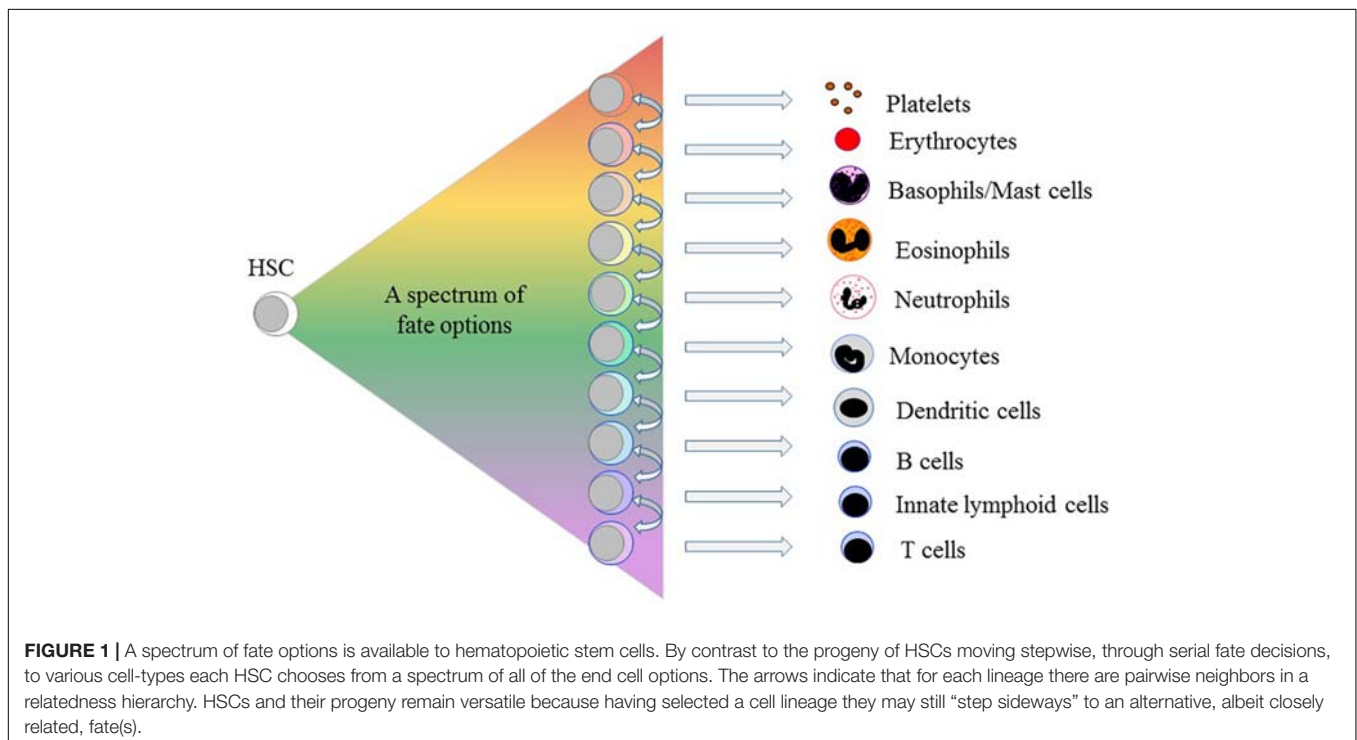 HSC
A spectrum of
fate options
Platelets
Erythrocytes
Basophils/Mast cells
Eosinophils
Neutrophils
Monocytes
Dendritic cells
B cells
Innate lymphoid cells
T cells
FIGURE 1 | A spectrum of fate options is available to hematopoietic stem cells. By contrast to the progeny of HSCs moving stepwise, through serial fate decisions,
to various cell-types each HSC chooses from a spectrum of all of the end cell options. The arrows indicate that for each lineage there are pairwise neighbors in a
relatedness hierarchy. HSCs and their progeny remain versatile because having selected a cell lineage they may still “step sideways” to an alternative, albeit closely
related, fate(s).